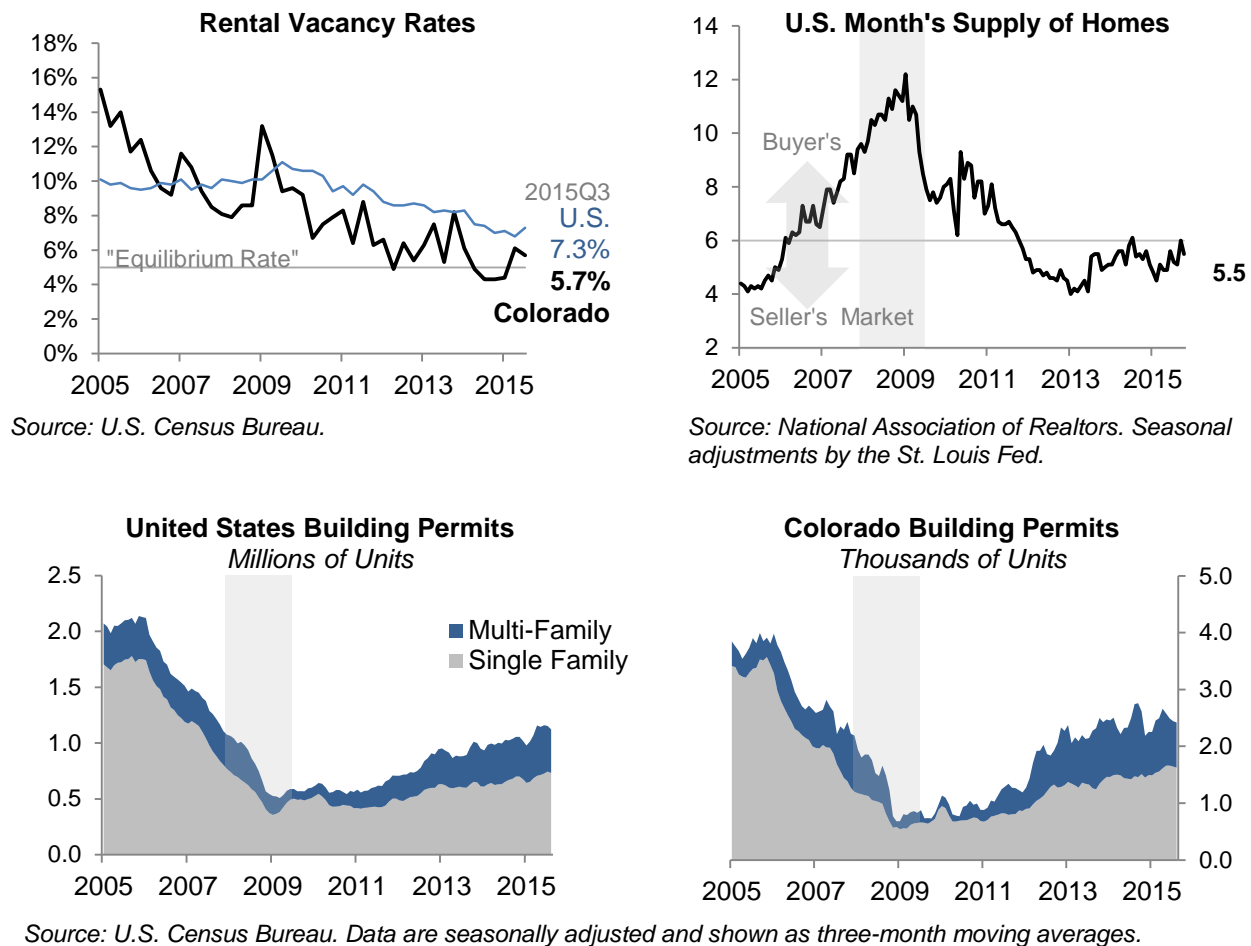 Rental Vacancy Rates
18%
16%
14%
12%
10%
8%
6%
4%
2%
0%
"Equilibrium Rate"
2015Q3
U.S.
7.3%
5.7%
Colorado
2005 2007 2009 2011 2013 2015
Source: U.S. Census Bureau.
U.S. Month's Supply of Homes
14
12
10
8
6
4
2
Buyer's
Seller's Market
5.5
2005 2007 2009 2011 2013 2015
Source: National Association of Realtors. Seasonal
adjustments by the St. Louis Fed.
United States Building Permits
Millions of Units
2.5
2.0
1.5
1.0
0.5
0.0
Multi-Family
Single Family
2005 2007 2009 2011 2013 2015
Colorado Building Permits
Thousands of Units
5.0
4.0
3.0
2.0
1.0
0.0
2005 2007 2009 2011 2013 2015
Source: U.S. Census Bureau. Data are seasonally adjusted and shown as three-month moving averages.